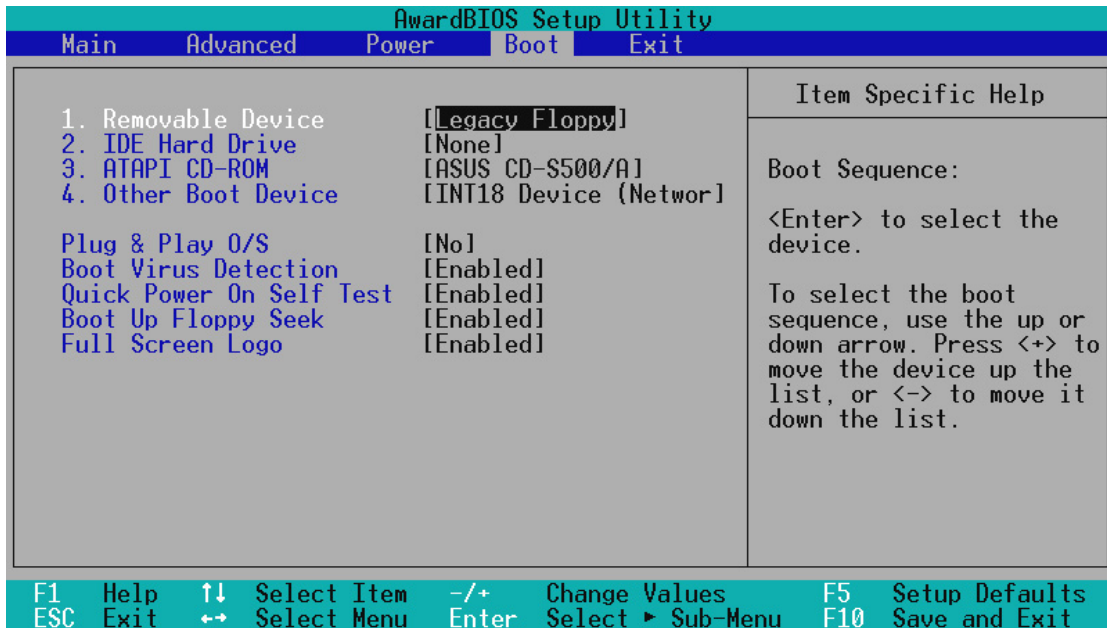 AwardBIOS Setup Utility
Main Advanced Power Boot Exit
1. Removable Device [Legacy Floppy]
2. IDE Hard Drive [None]
3. ATAPI CD-ROM [ASUS CD-S500/A]
4. Other Boot Device [INT18 Device (Networ]
Plug & Play O/S [No]
Boot Virus Detection [Enabled]
Quick Power On Self Test [Enabled]
Boot Up Floppy Seek [Enabled]
Full Screen Logo [Enabled]
Item Specific Help
Boot Sequence:
<Enter> to select the
device.
To select the boot
sequence, use the up or
down arrow. Press <+> to
move the device up the
list, or <-> to move it
down the list.
F1 Help ↑↓ Select Item -/+ Change Values F5 Setup Defaults
ESC Exit ←→ Select Menu Enter Select ► Sub-Menu F10 Save and Exit